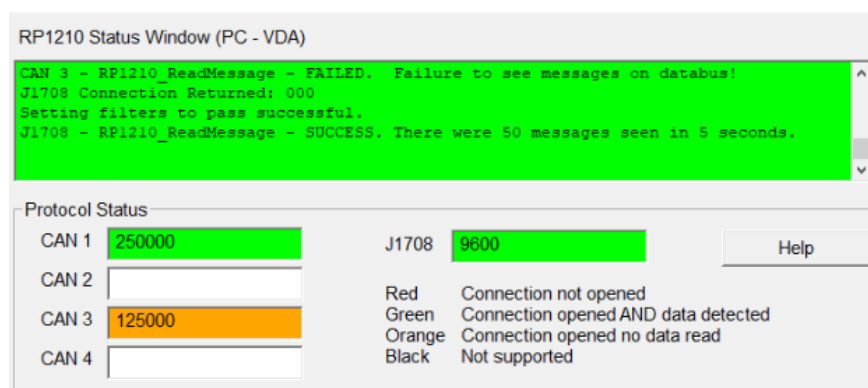 RP1210 Status Window (PC - VDA)
CAN 3 - RP1210_ReadMessage - FAILED.  Failure to see messages on databus!
J1708 Connection Returned: 000
Setting filters to pass successful.
J1708 - RP1210_ReadMessage - SUCCESS. There were 50 messages seen in 5 seconds.
Protocol Status
CAN 1 250000
J1708 9600
Help
CAN 2
CAN 3 125000
CAN 4
Red Connection not opened
Green Connection opened AND data detected
Orange Connection opened no data read
Black Not supported